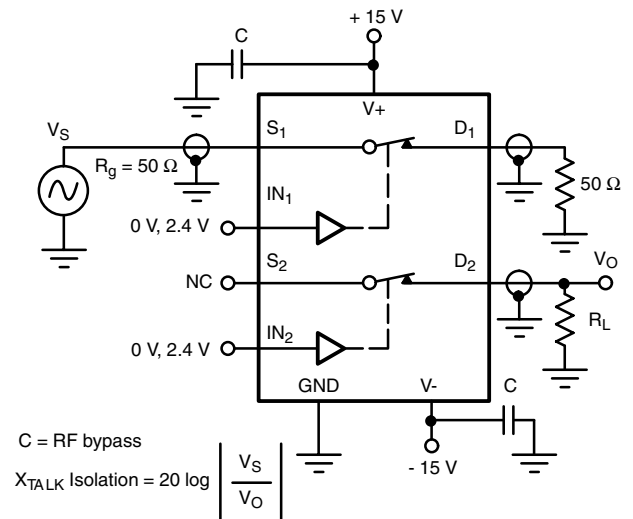 + 15 V
C
V+
VS
S1
D1
Rg = 50 Ω
50 Ω
IN1
0 V, 2.4 V
S2
D2
VO
NC
RL
IN2
0 V, 2.4 V
GND
V-
C
C = RF bypass
- 15 V
XTALK Isolation = 20 log | VS / VO |